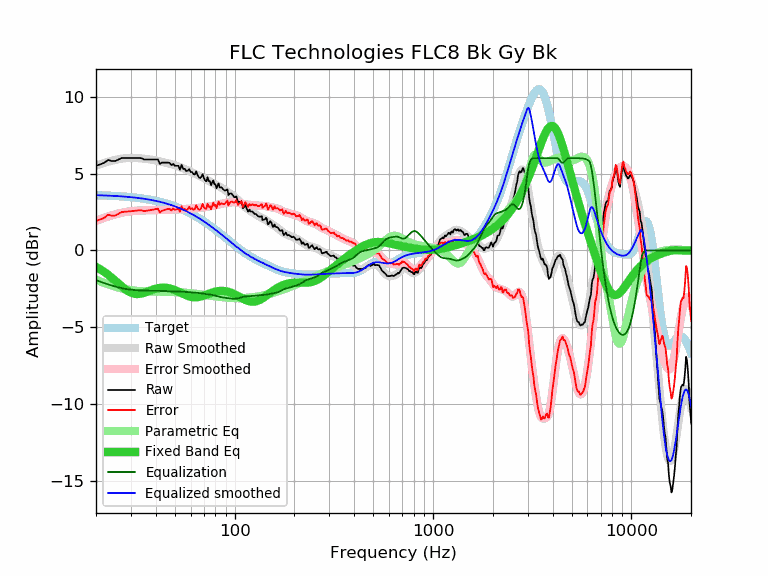 FLC Technologies FLC8 Bk Gy Bk
10
5
0
−5
−10
−15
Amplitude (dBr)
Target
Raw Smoothed
Error Smoothed
Raw
Error
Parametric Eq
Fixed Band Eq
Equalization
Equalized smoothed
100 1000 10000
Frequency (Hz)